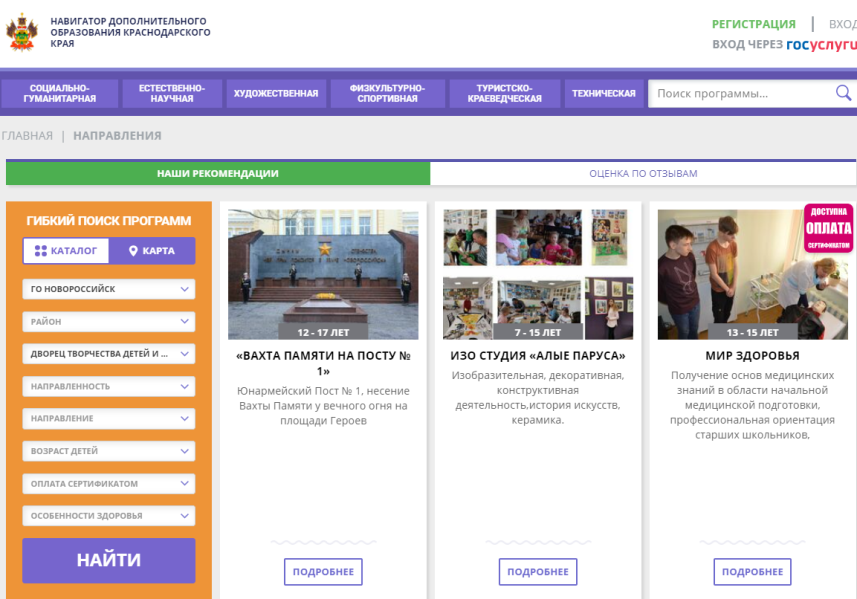 НАВИГАТОР ДОПОЛНИТЕЛЬНОГО
ОБРАЗОВАНИЯ КРАСНОДАРСКОГО
КРАЯ
РЕГИСТРАЦИЯ | ВХОД
ВХОД ЧЕРЕЗ госуслуги
СОЦИАЛЬНО-
ГУМАНИТАРНАЯ
ЕСТЕСТВЕННО-
НАУЧНАЯ
ХУДОЖЕСТВЕННАЯ
ФИЗКУЛЬТУРНО-
СПОРТИВНАЯ
ТУРИСТСКО-
КРАЕВЕДЧЕСКАЯ
ТЕХНИЧЕСКАЯ
Поиск программы...
ГЛАВНАЯ | НАПРАВЛЕНИЯ
НАШИ РЕКОМЕНДАЦИИ
ОЦЕНКА ПО ОТЗЫВАМ
ГИБКИЙ ПОИСК ПРОГРАММ
КАТАЛОГ
КАРТА
ГО НОВОРОССИЙСК
РАЙОН
ДВОРЕЦ ТВОРЧЕСТВА ДЕТЕЙ И ...
НАПРАВЛЕННОСТЬ
НАПРАВЛЕНИЕ
ВОЗРАСТ ДЕТЕЙ
ОПЛАТА СЕРТИФИКАТОМ
ОСОБЕННОСТИ ЗДОРОВЬЯ
НАЙТИ
12 - 17 ЛЕТ
«ВАХТА ПАМЯТИ НА ПОСТУ №
1»
Юнармейский Пост № 1, несение
Вахты Памяти у вечного огня на
площади Героев
ПОДРОБНЕЕ
7 - 15 ЛЕТ
ИЗО СТУДИЯ «АЛЫЕ ПАРУСА»
Изобразительная, декоративная,
конструктивная
деятельность,история искусств,
керамика.
ПОДРОБНЕЕ
ДОСТУПНА
ОПЛАТА
СЕРТИФИКАТОМ
13 - 15 ЛЕТ
МИР ЗДОРОВЬЯ
Получение основ медицинских
знаний в области начальной
медицинской подготовки,
профессиональная ориентация
старших школьников,
ПОДРОБНЕЕ